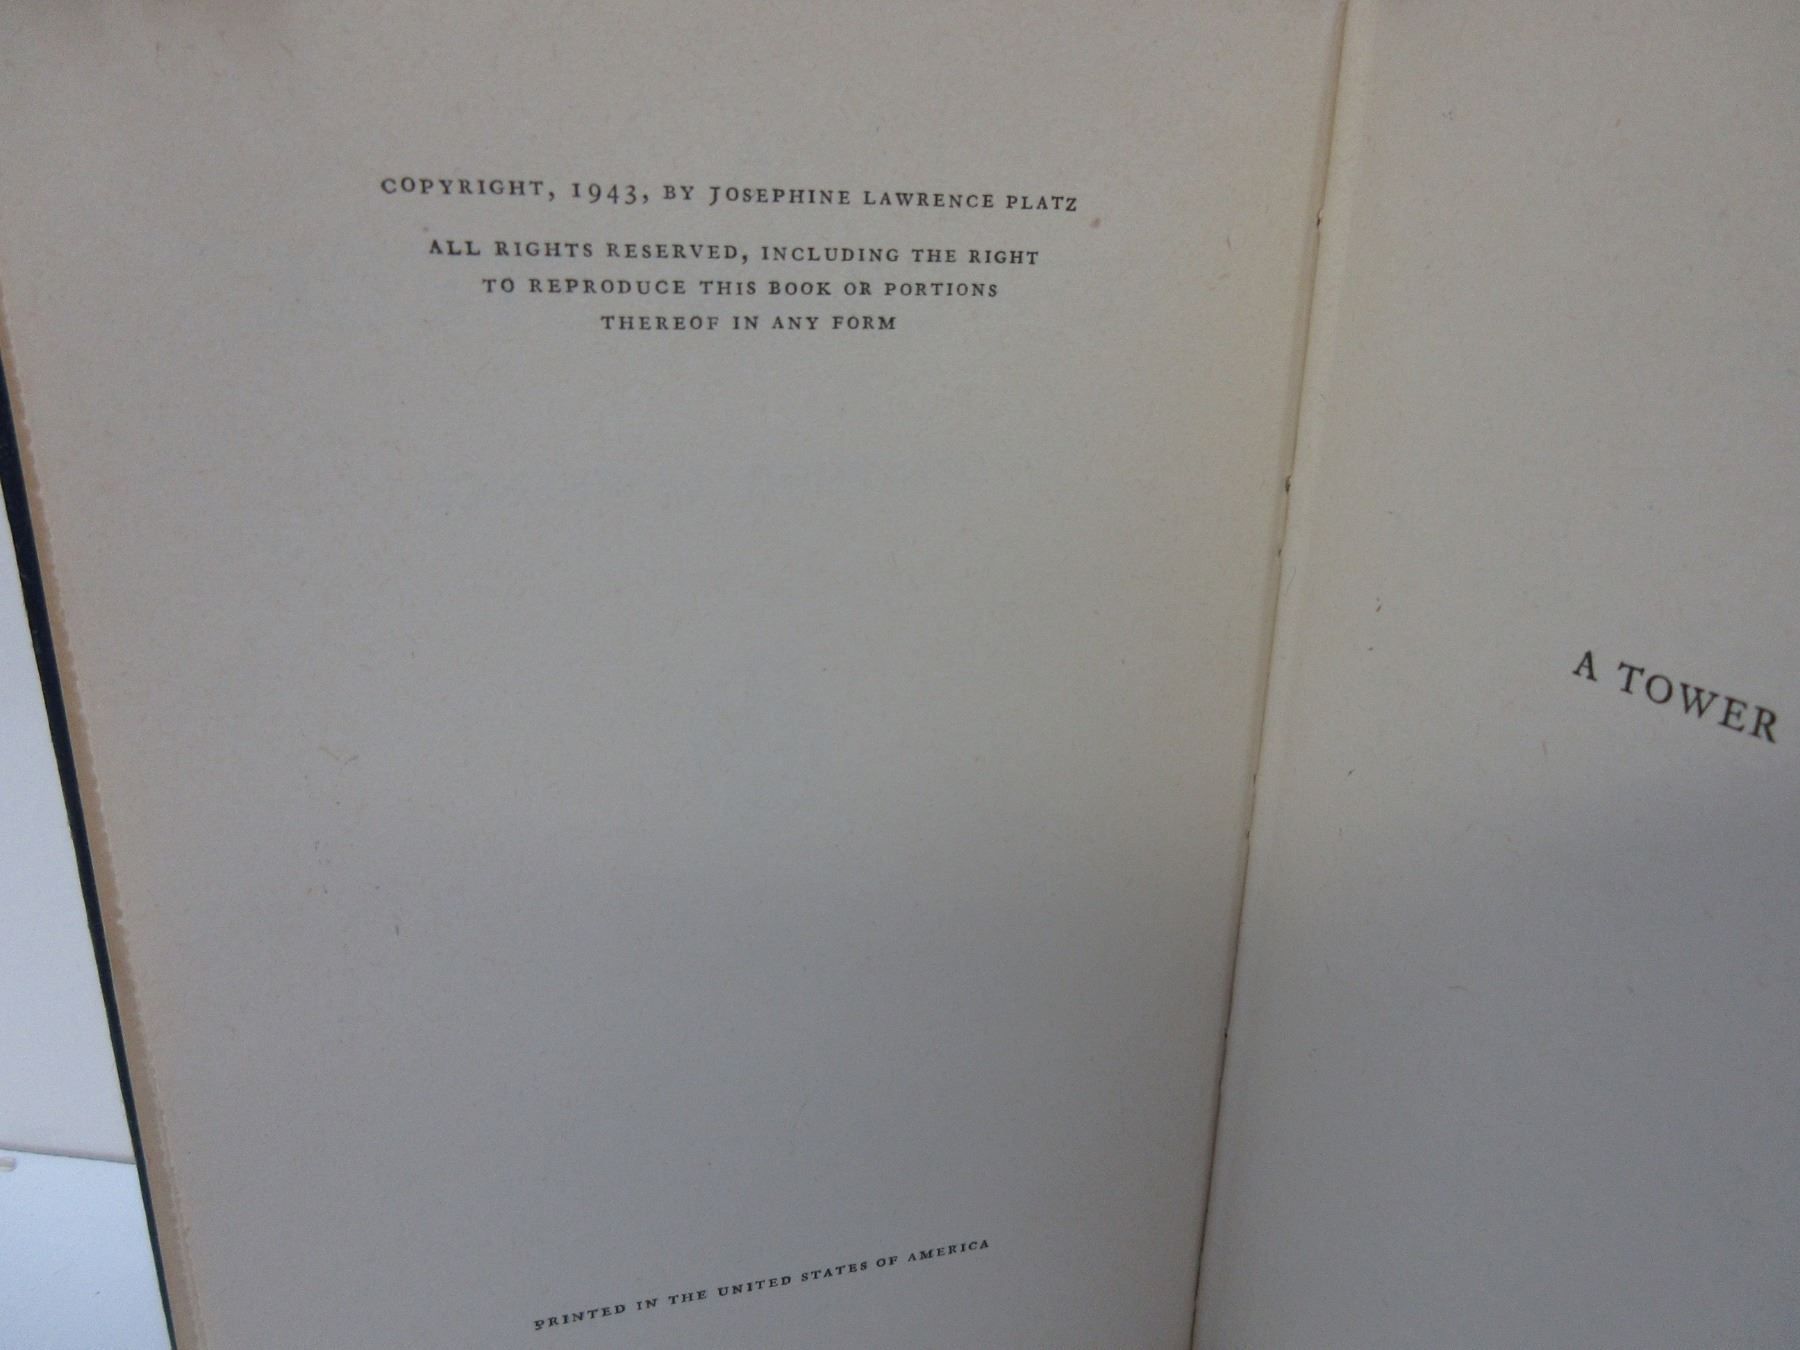 COPYRIGHT, 1943, BY JOSEPHINE LAWRENCE PLATZ
ALL RIGHTS RESERVED, INCLUDING THE RIGHT
TO REPRODUCE THIS BOOK OR PORTIONS
THEREOF IN ANY FORM
PRINTED IN THE UNITED STATES OF AMERICA
A TOWER